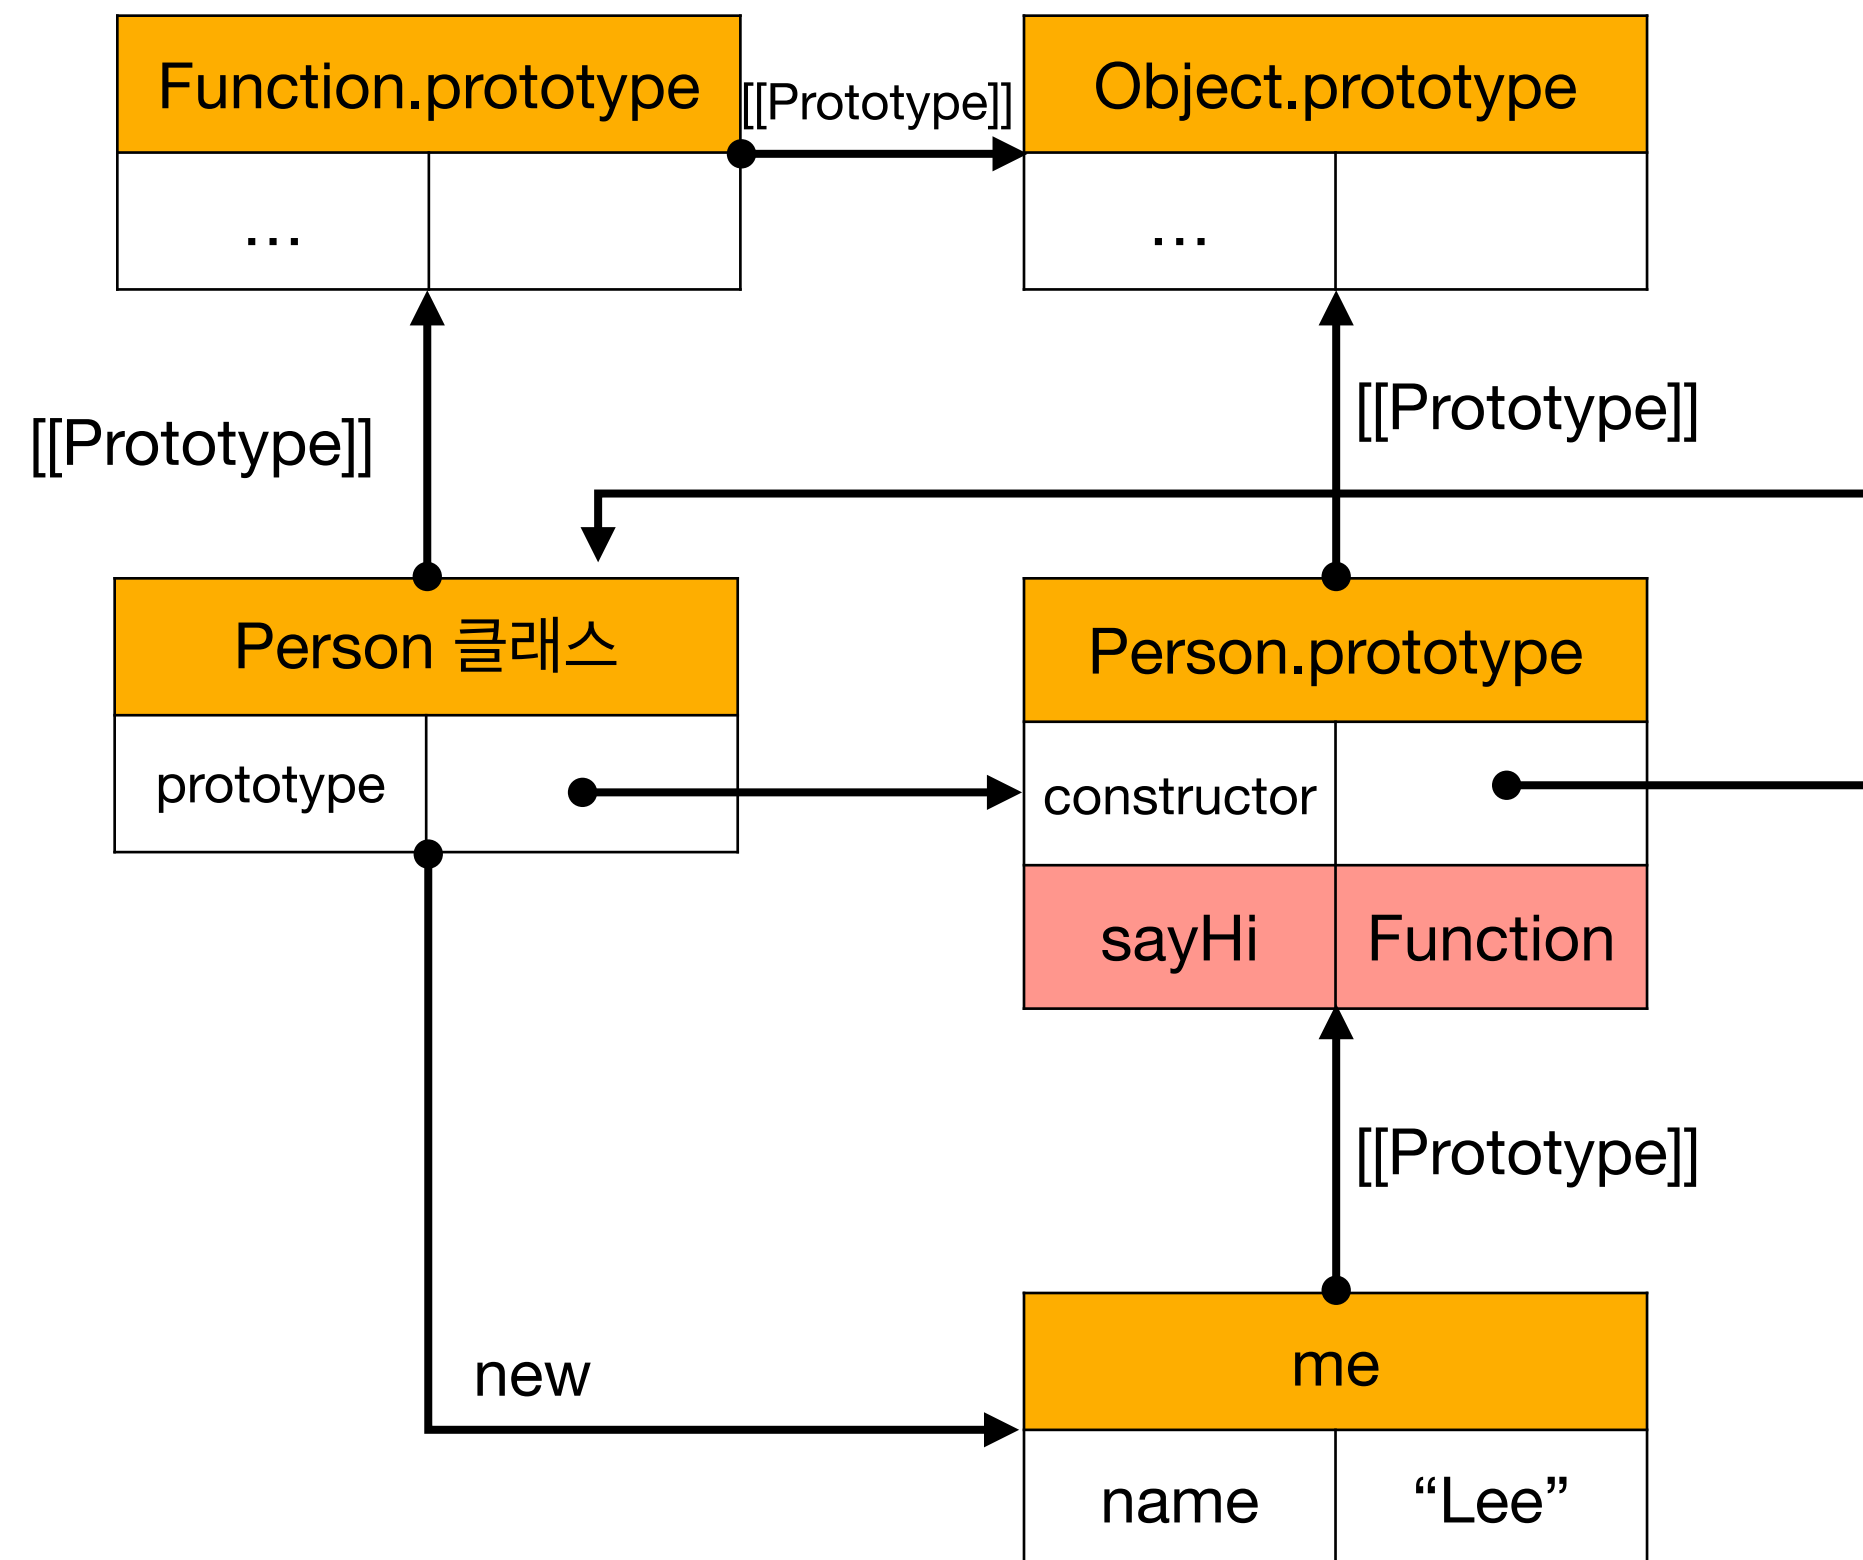 Function.prototype
[[Prototype]]
Object.prototype
...
...
[[Prototype]]
[[Prototype]]
Person 클래스
Person.prototype
prototype
constructor
sayHi
Function
[[Prototype]]
new
me
name
“Lee”